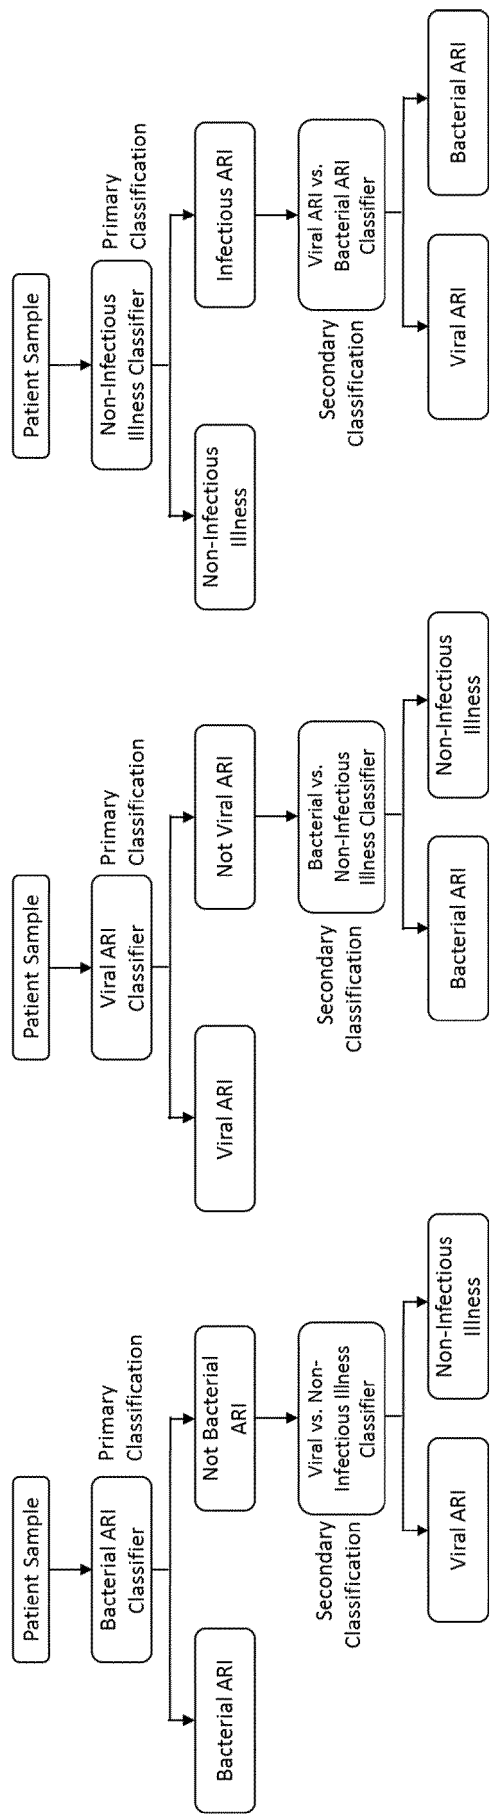 Patient Sample
Bacterial ARI
Classifier
Primary
Classification
Bacterial ARI
Not Bacterial
ARI
Secondary
Classification
Viral vs. Non-
Infectious Illness
Classifier
Viral ARI
Non-Infectious
Illness
Patient Sample
Viral ARI
Classifier
Primary
Classification
Viral ARI
Not Viral ARI
Secondary
Classification
Bacterial vs.
Non-Infectious
Illness Classifier
Bacterial ARI
Non-Infectious
Illness
Patient Sample
Non-Infectious
Illness Classifier
Primary
Classification
Non-Infectious
Illness
Infectious ARI
Secondary
Classification
Viral ARI vs.
Bacterial ARI
Classifier
Viral ARI
Bacterial ARI